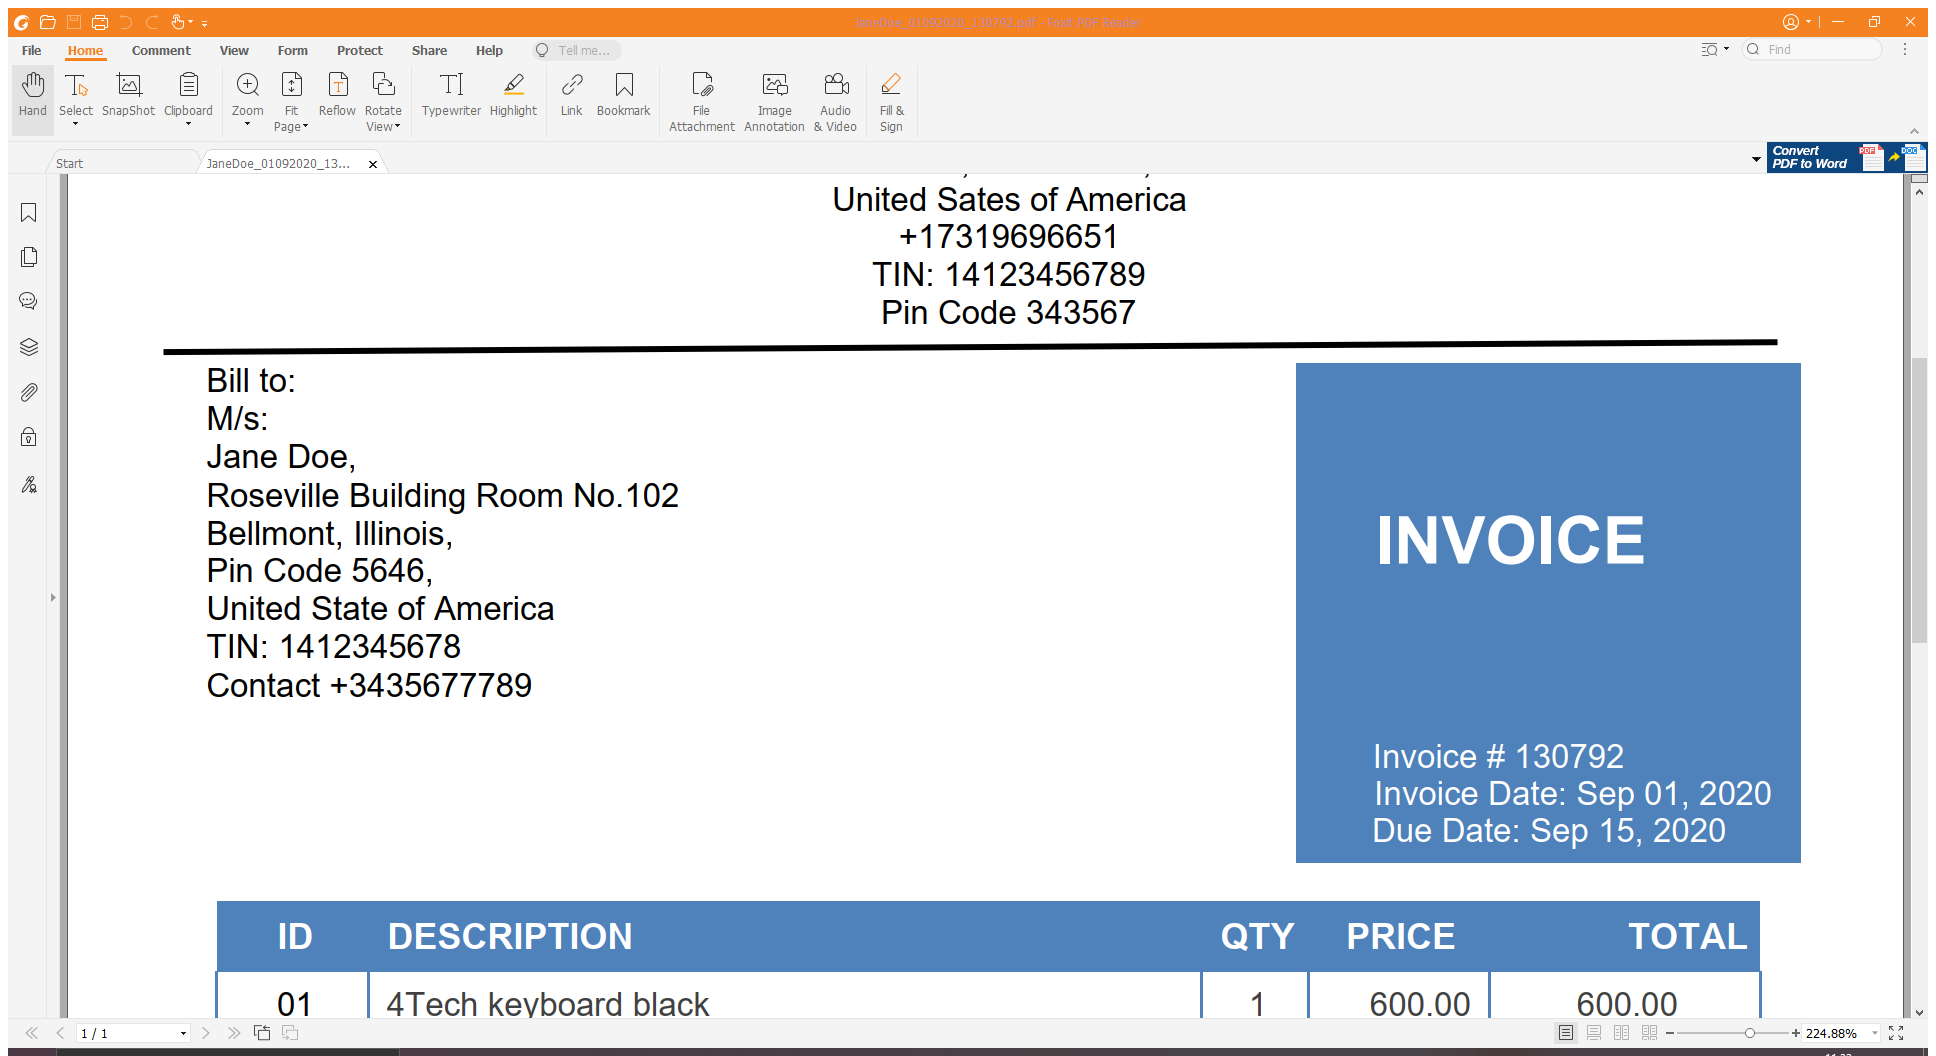 JaneDoe_01092020_130792.pdf - Foxit PDF Reader
File Home Comment View Form Protect Share Help Tell me... Find
Hand Select SnapShot Clipboard Zoom Fit Page Reflow Rotate View Typewriter Highlight Link Bookmark File Attachment Image Annotation Audio & Video Fill & Sign
Start JaneDoe_01092020_13...
Convert PDF to Word
PDF DOC
United Sates of America
+17319696651
TIN: 14123456789
Pin Code 343567
Bill to:
M/s:
Jane Doe,
Roseville Building Room No.102
Bellmont, Illinois,
Pin Code 5646,
United State of America
TIN: 1412345678
Contact +3435677789
INVOICE
Invoice # 130792
Invoice Date: Sep 01, 2020
Due Date: Sep 15, 2020
ID DESCRIPTION QTY PRICE TOTAL
01 4Tech keyboard black 1 600.00 600.00
1 / 1 224.88%